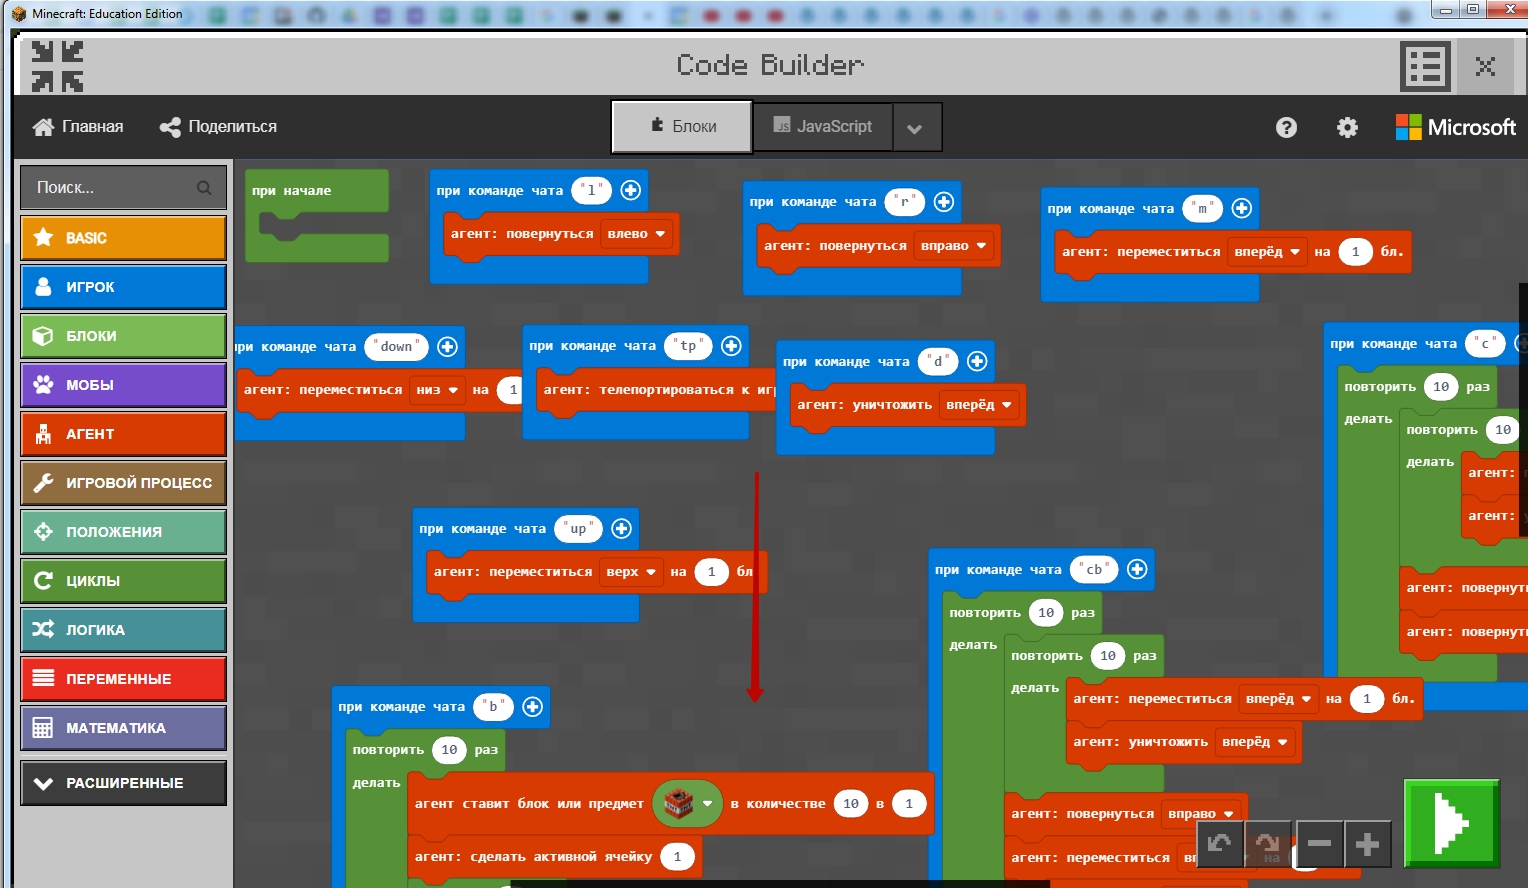 Minecraft: Education Edition
Code Builder
Главная
Поделиться
Блоки
JavaScript
Microsoft
Поиск...
BASIC
ИГРОК
БЛОКИ
МОБЫ
АГЕНТ
ИГРОВОЙ ПРОЦЕСС
ПОЛОЖЕНИЯ
ЦИКЛЫ
ЛОГИКА
ПЕРЕМЕННЫЕ
МАТЕМАТИКА
РАСШИРЕННЫЕ
при начале
при команде чата "l"
агент: повернуться влево
при команде чата "r"
агент: повернуться вправо
при команде чата "m"
агент: переместиться вперёд на 1 бл.
ри команде чата "down"
агент: переместиться низ на 1
при команде чата "tp"
агент: телепортироваться к иг
при команде чата "d"
агент: уничтожить вперёд
при команде чата "c"
повторить 10 раз
делать
повторить 10
делать
агент:
агент:
агент: повернут
агент: повернут
при команде чата "up"
агент: переместиться верх на 1 бл
при команде чата "cb"
повторить 10 раз
делать
повторить 10 раз
делать
агент: переместиться вперёд на 1 бл.
агент: уничтожить вперёд
агент: повернуться вправо
агент: переместиться вп на
при команде чата "b"
повторить 10 раз
делать
агент ставит блок или предмет в количестве 10 в 1
агент: сделать активной ячейку 1